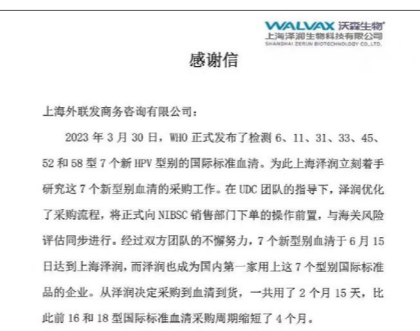 WALVAX 沃森生物
上海泽润生物科技有限公司
SHANGHAI ZERUN BIOTECHNOLOGY CO.,LTD.
感谢信
上海外联发商务咨询有限公司：
2023 年 3 月 30 日，WHO 正式发布了检测 6、11、31、33、45、
52 和 58 型 7 个新 HPV 型别的国际标准血清。为此上海泽润立刻着手
研究这 7 个新型别血清的采购工作。在 UDC 团队的指导下，泽润优化
了采购流程，将正式向 NIBSC 销售部门下单的操作前置，与海关风险
评估同步进行。经过双方团队的不懈努力，7 个新型别血清于 6 月 15
日达到上海泽润，而泽润也成为国内第一家用上这 7 个型别国际标准
品的企业。从泽润决定采购到血清到货，一共用了 2 个月 15 天，比
此前 16 和 18 型国际标准血清采购周期缩短了 4 个月。